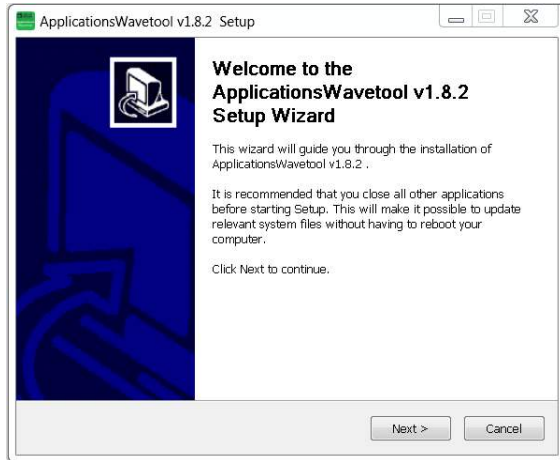 ApplicationsWavetool v1.8.2 Setup
Welcome to the
ApplicationsWavetool v1.8.2
Setup Wizard
This wizard will guide you through the installation of
ApplicationsWavetool v1.8.2 .
It is recommended that you close all other applications
before starting Setup. This will make it possible to update
relevant system files without having to reboot your
computer.
Click Next to continue.
Next >
Cancel